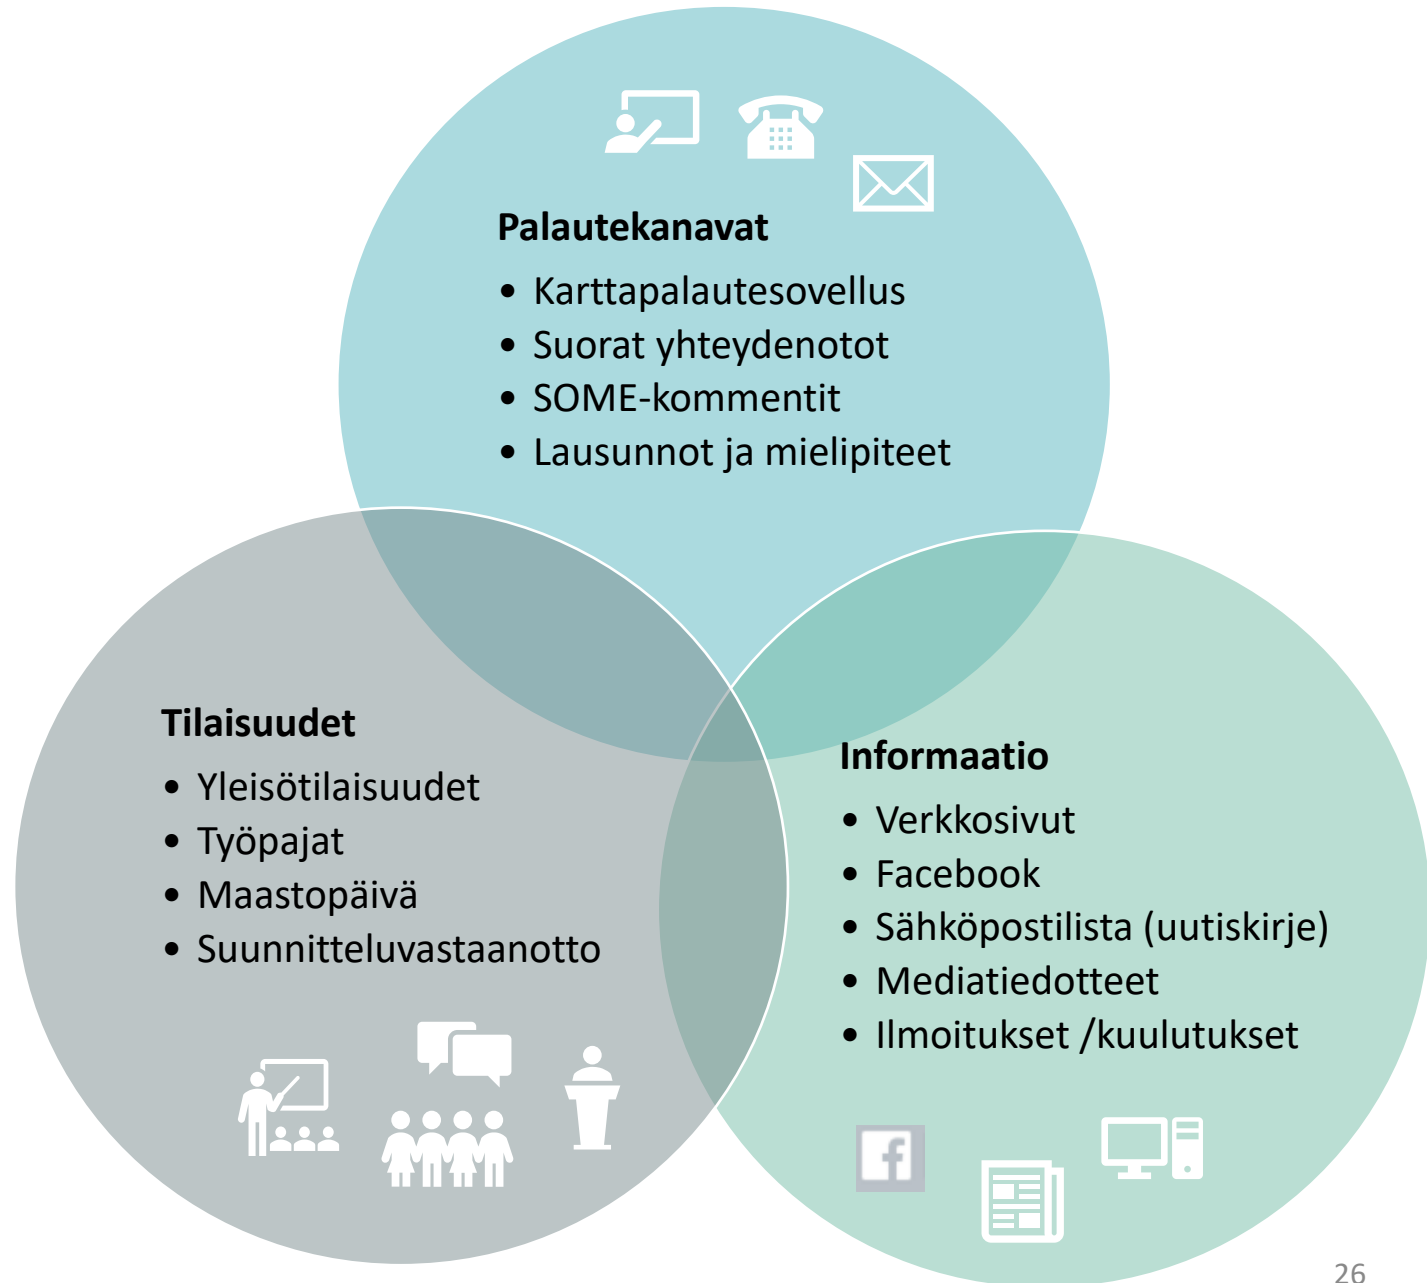 Palautekanavat
• Karttapalautesovellus
• Suorat yhteydenotot
• SOME-kommentit
• Lausunnot ja mielipiteet
Tilaisuudet
• Yleisötilaisuudet
• Työpajat
• Maastopäivä
• Suunnitteluvastaanotto
Informaatio
• Verkkosivut
• Facebook
• Sähköpostilista (uutiskirje)
• Mediatiedotteet
• Ilmoitukset /kuulutukset
f
26